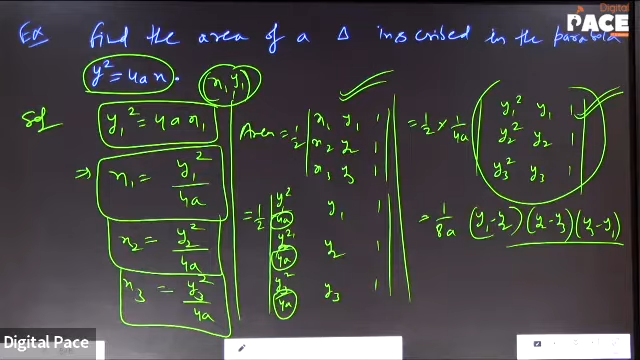 Digital
PACE
Ex Find the area of a Δ inscribed in the parabola
y² = 4ax. (x₁ y₁)
Sol y₁² = 4a x₁
⇒ x₁ = y₁²/4a
x₂ = y₂²/4a
x₃ = y₃²/4a
Area = 1/2 | x₁ y₁ 1
x₂ y₂ 1
x₃ y₃ 1 |
= 1/2 | y₁²/4a y₁ 1
y₂²/4a y₂ 1
y₃²/4a y₃ 1 |
= 1/2 × 1/4a | y₁² y₁ 1
y₂² y₂ 1
y₃² y₃ 1 |
= 1/8a (y₁-y₂)(y₂-y₃)(y₃-y₁)
Digital Pace